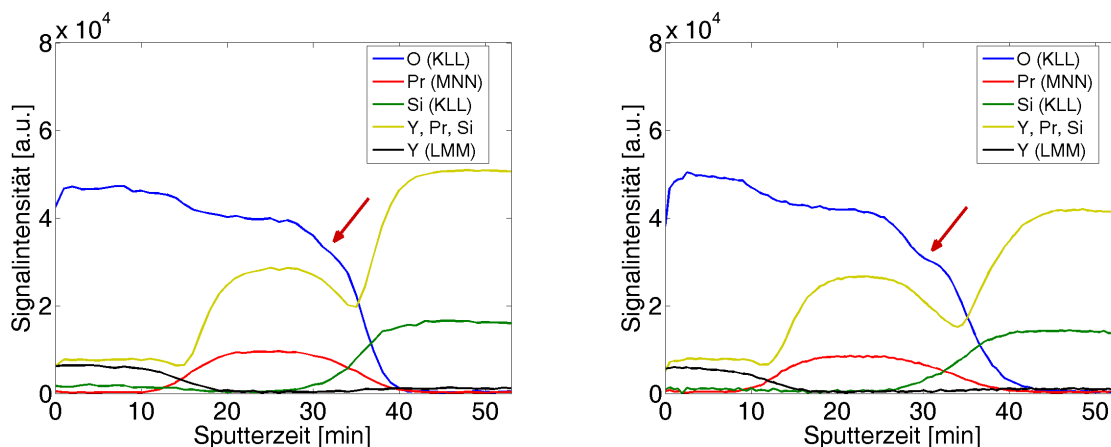 8 x 10^4
O (KLL)
Pr (MNN)
Si (KLL)
Y, Pr, Si
Y (LMM)
6
4
2
0
Signalintensität [a.u.]
0 10 20 30 40 50
Sputterzeit [min]
8 x 10^4
O (KLL)
Pr (MNN)
Si (KLL)
Y, Pr, Si
Y (LMM)
6
4
2
0
Signalintensität [a.u.]
0 10 20 30 40 50
Sputterzeit [min]